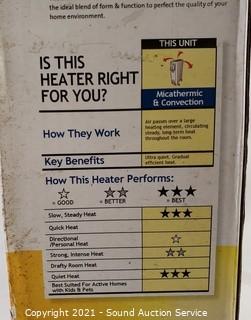 the ideal blend of form & function to perfect the quality of your
home environment.
THIS UNIT
IS THIS
HEATER RIGHT
FOR YOU?
Micathermic
& Convection
How They Work
Air passes over a large
heating element, circulating
steady, long-term heat
throughout the room.
Key Benefits
Ultra quiet. Gradual
efficient heat.
How This Heater Performs:
= GOOD
= BETTER
= BEST
Slow, Steady Heat
Quick Heat
Directional
/Personal Heat
Strong, Intense Heat
Drafty Room Heat
Quiet Heat
Best Suited For Active Homes
with Kids & Pets
Copyright 2021 - Sound Auction Service